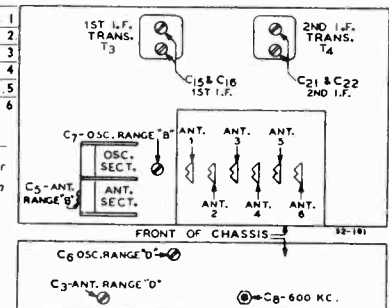 1
2
3
4
5
6
r
n
1ST I.F. TRANS. T3
2ND I.F. TRANS. T4
C15 & C16 1ST I.F.
C21 & C22 2ND I.F.
C7-OSC. RANGE "B"
OSC. SECT.
ANT. SECT.
C5-ANT. RANGE "B"
ANT. 1
ANT. 3
ANT. 5
ANT. 2
ANT. 4
ANT. 6
FRONT OF CHASSIS
S2-181
C6 OSC. RANGE "D"
C3-ANT. RANGE "D"
C8-600 KC.